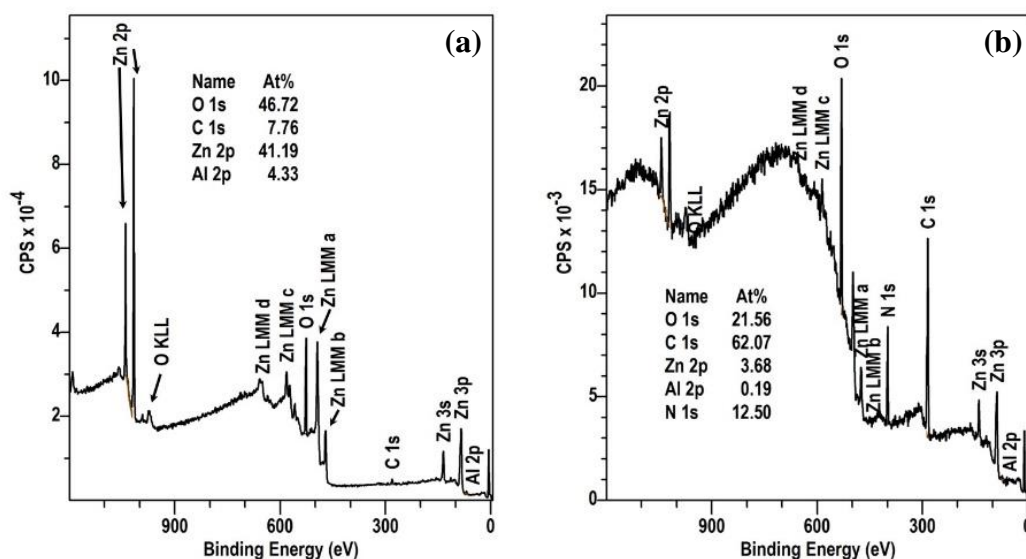 (a)
Zn 2p
Name At%
O 1s 46.72
C 1s 7.76
Zn 2p 41.19
Al 2p 4.33
O KLL
Zn LMM d
Zn LMM c
O 1s
Zn LMM a
Zn LMM b
C 1s
Zn 3s
Zn 3p
Al 2p
CPS x 10-4
10
8
6
4
2
900 600 300 0
Binding Energy (eV)
(b)
Zn 2p
O KLL
Zn LMM d
Zn LMM c
O 1s
Zn LMM a
Zn LMM b
N 1s
C 1s
Zn 3s
Zn 3p
Al 2p
Name At%
O 1s 21.56
C 1s 62.07
Zn 2p 3.68
Al 2p 0.19
N 1s 12.50
CPS x 10-3
20
15
10
5
0
900 600 300 0
Binding Energy (eV)